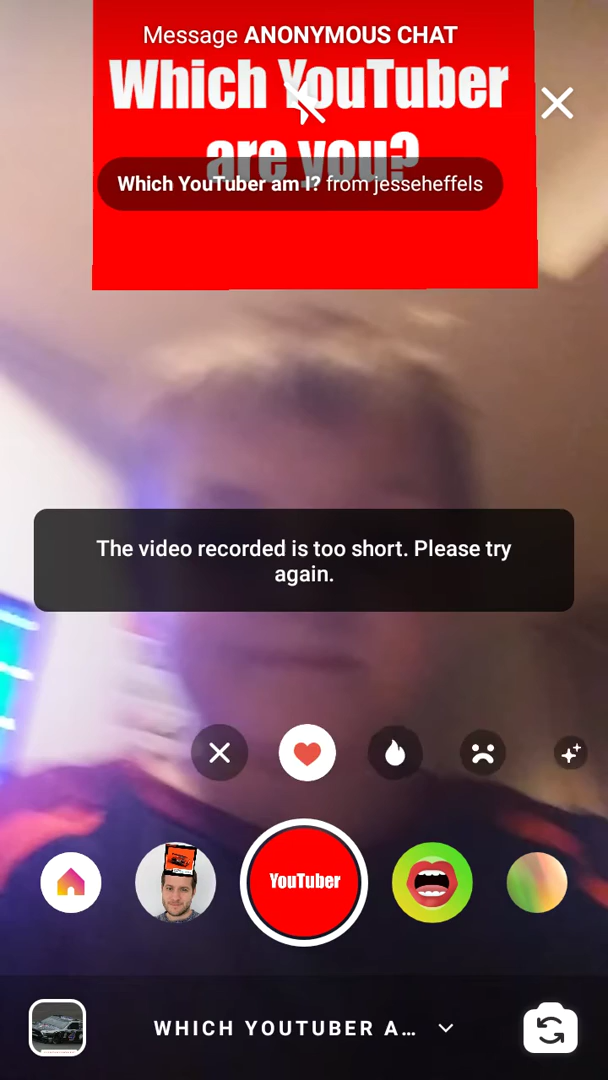 Message ANONYMOUS CHAT
Which YouTuber
are you?
Which YouTuber am I? from jesseheffels
The video recorded is too short. Please try
again.
YouTuber
WHICH YOUTUBER A...